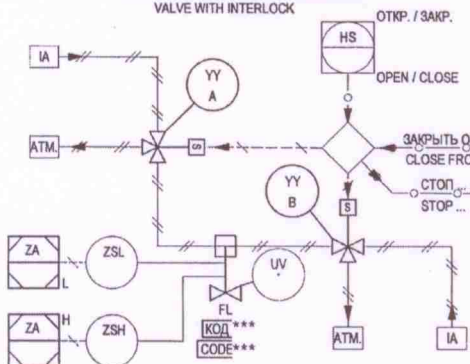 VALVE WITH INTERLOCK
ОТКР. / ЗАКР.
HS
OPEN / CLOSE
IA
YY
A
ATM.
S
ЗАКРЫТЬ О
CLOSE FRO
СТОП ...
STOP ...
YY
B
S
ZA
L
ZSL
UV
FL
ZA
H
ZSH
КОД ***
CODE ***
ATM.
IA